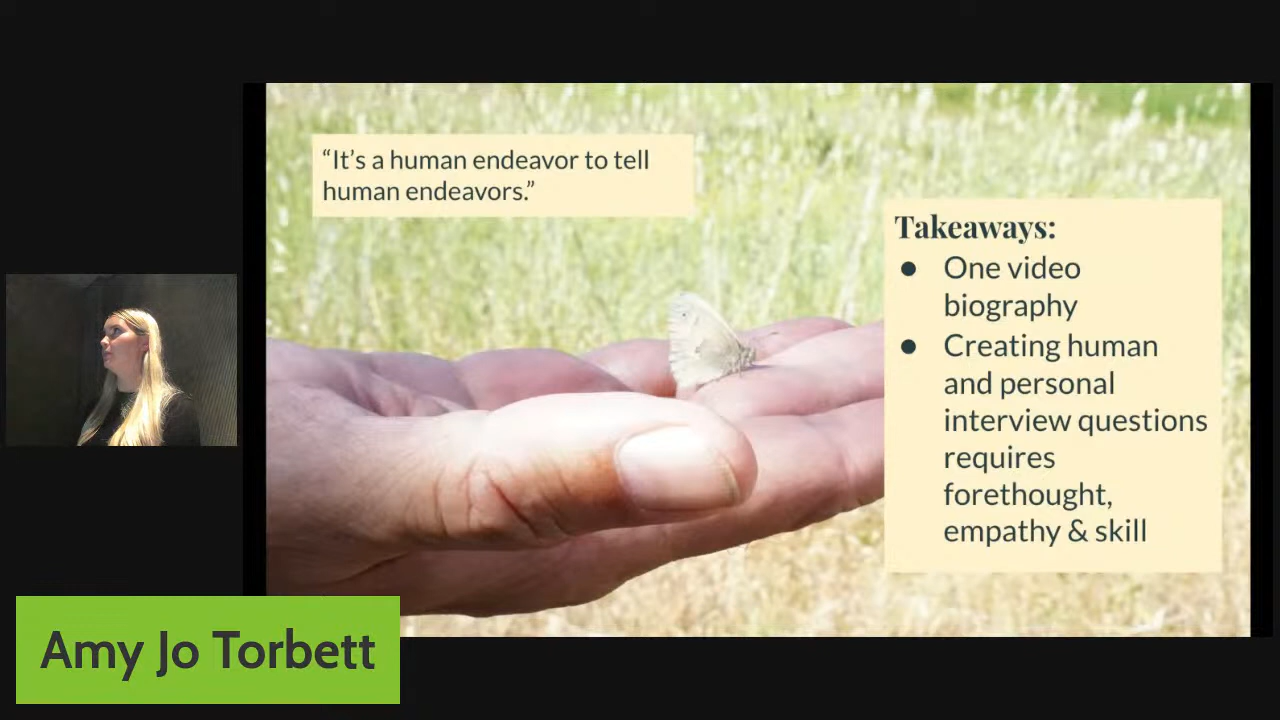 “It’s a human endeavor to tell
human endeavors.”
Takeaways:
● One video
biography
● Creating human
and personal
interview questions
requires
forethought,
empathy & skill
Amy Jo Torbett